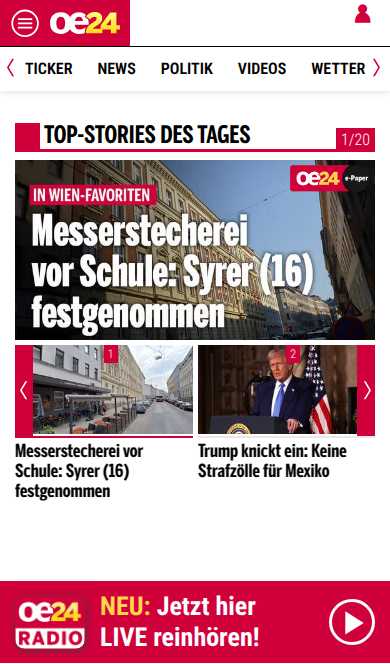 oe24
TICKER NEWS POLITIK VIDEOS WETTER
TOP-STORIES DES TAGES
1/20
oe24 e-Paper
IN WIEN-FAVORITEN
Messerstecherei
vor Schule: Syrer (16)
festgenommen
1
2
Messerstecherei vor
Schule: Syrer (16)
festgenommen
Trump knickt ein: Keine
Strafzölle für Mexiko
oe24
RADIO
NEU: Jetzt hier
LIVE reinhören!